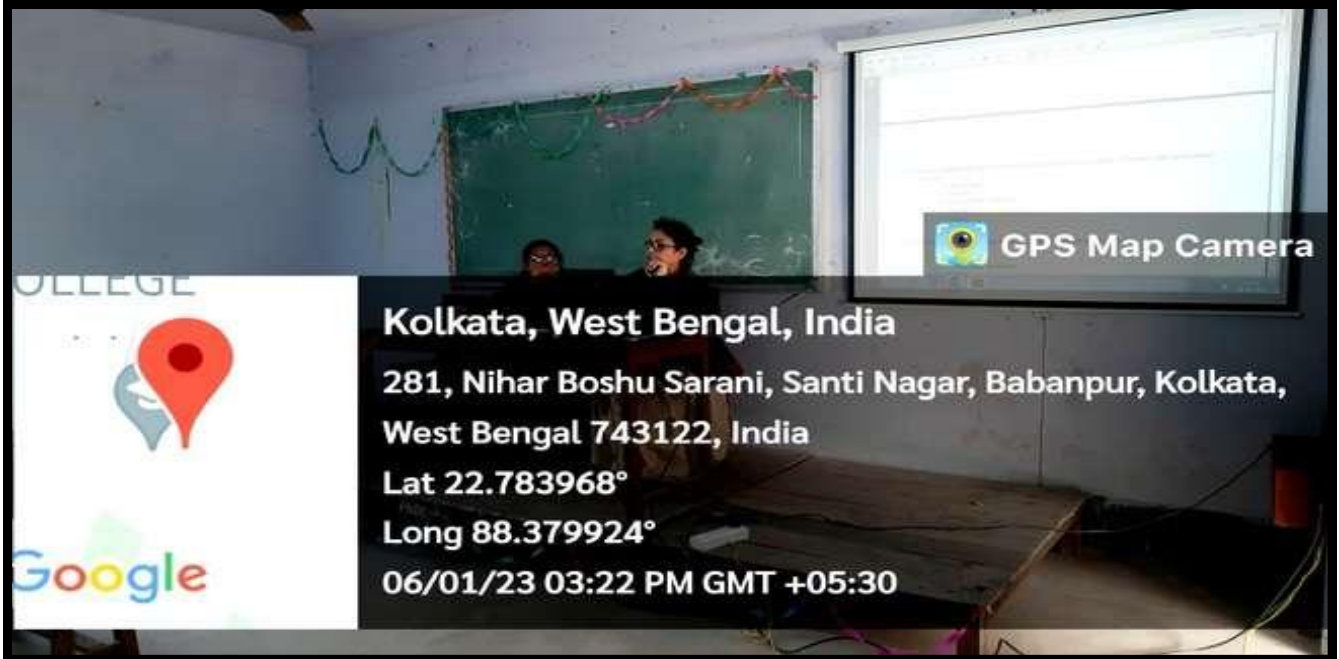 GPS Map Camera
OLLEGE
Kolkata, West Bengal, India
281, Nihar Boshu Sarani, Santi Nagar, Babanpur, Kolkata,
West Bengal 743122, India
Lat 22.783968°
Long 88.379924°
06/01/23 03:22 PM GMT +05:30
Google